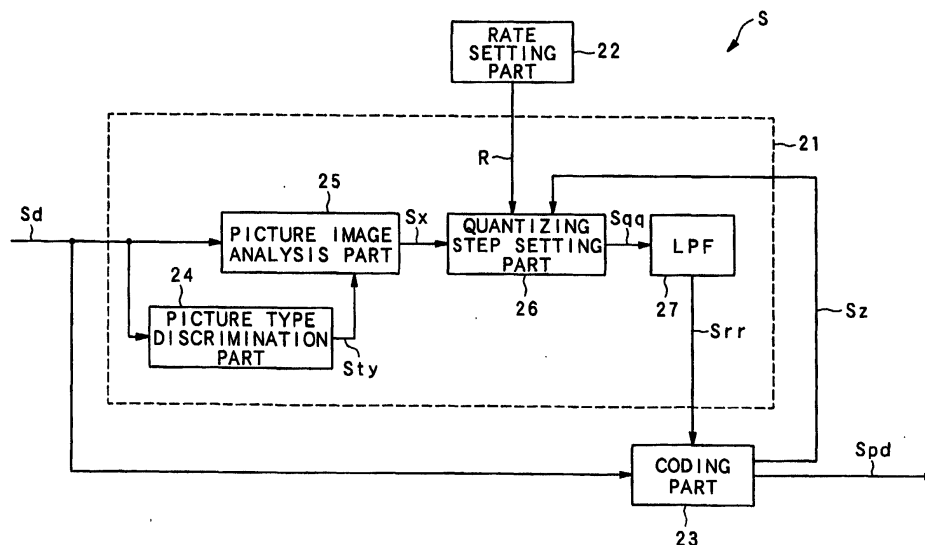 S
RATE
SETTING
PART
22
21
R
25
Sd
PICTURE IMAGE
ANALYSIS PART
Sx
QUANTIZING
STEP SETTING
PART
Sqq
LPF
24
26
27
Sz
PICTURE TYPE
DISCRIMINATION
PART
Sty
Srr
CODING
PART
Spd
23